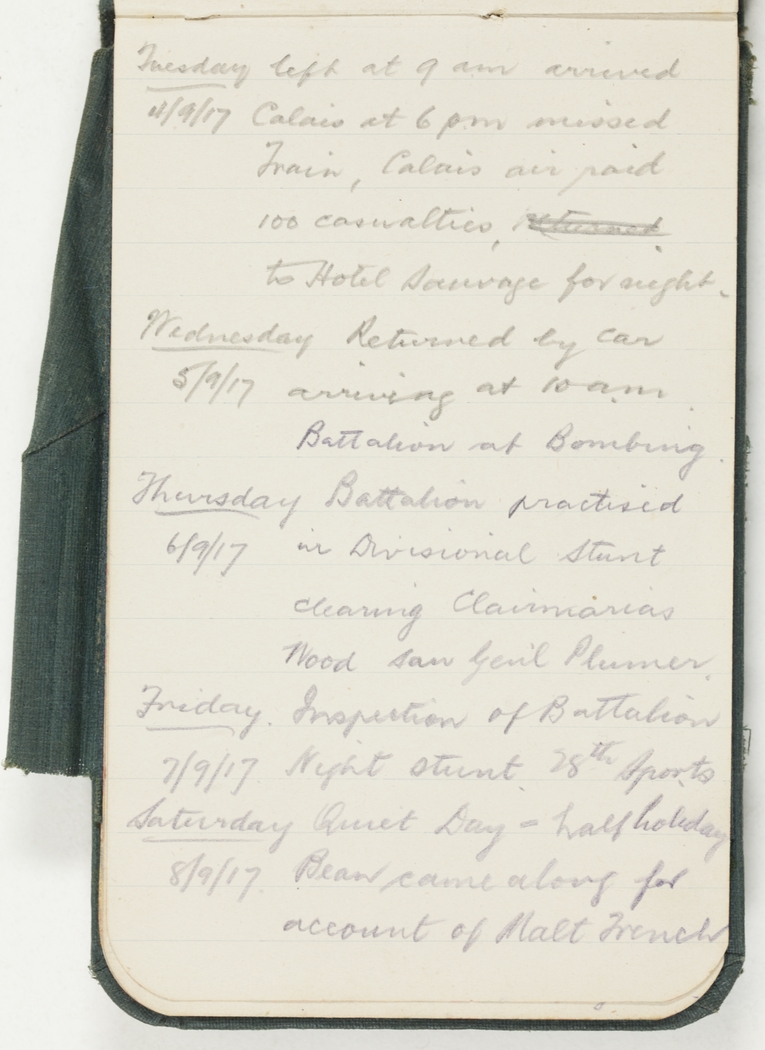 Tuesday left at 9 am arrived
4/9/17 Calais at 6 pm missed
Train, Calais air raid
100 casualties, Returned
to Hotel Sauvage for night.
Wednesday Returned by car
5/9/17 arriving at 10 am.
Battalion at Bombing.
Thursday Battalion practised
6/9/17 in Divisional Stunt
clearing Clairmarias
Wood saw Genl Plumer.
Friday. Inspection of Battalion
7/9/17 Night stunt 28th Sports
Saturday Quiet Day - half holiday
8/9/17. Bean came along for
account of Malt Trench